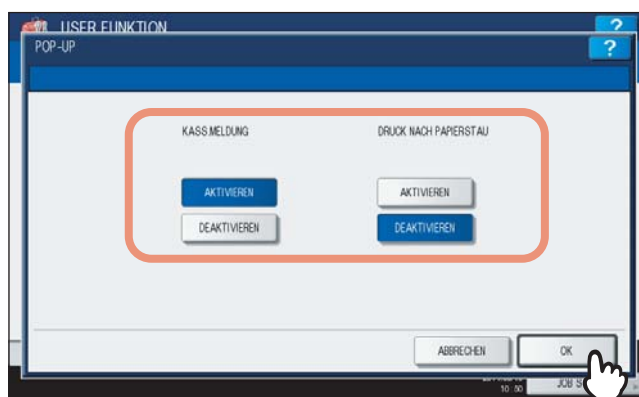 USER FUNKTION ?
POP-UP ?
KASS.MELDUNG DRUCK NACH PAPIERSTAU
AKTIVIEREN AKTIVIEREN
DEAKTIVIEREN DEAKTIVIEREN
ABBRECHEN OK
10:50 JOB S